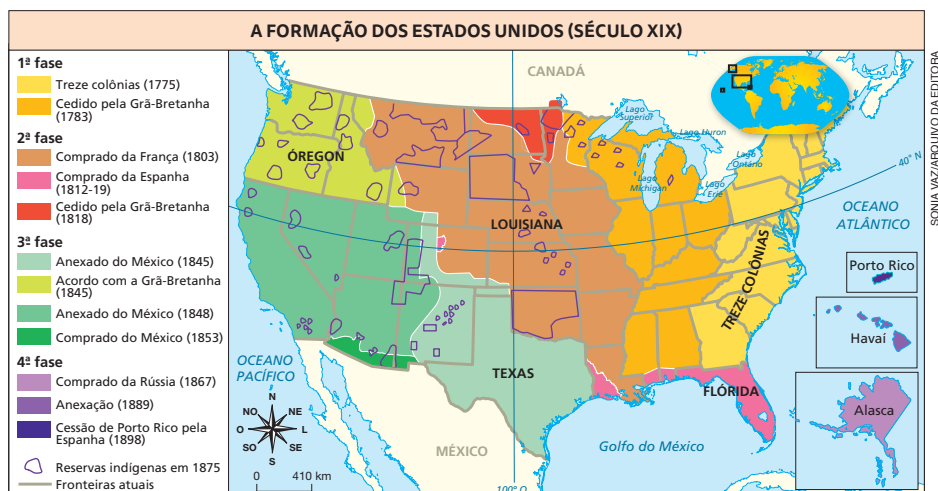 A FORMAÇÃO DOS ESTADOS UNIDOS (SÉCULO XIX)
1ª fase
Treze colônias (1775)
Cedido pela Grã-Bretanha
(1783)
2ª fase
Comprado da França (1803)
Comprado da Espanha
(1812-19)
Cedido pela Grã-Bretanha
(1818)
3ª fase
Anexado do México (1845)
Acordo com a Grã-Bretanha
(1845)
Anexado do México (1848)
Comprado do México (1853)
4ª fase
Comprado da Rússia (1867)
Anexação (1889)
Cessão de Porto Rico pela
Espanha (1898)
Reservas indígenas em 1875
Fronteiras atuais
CANADÁ
Lago
Superior
Lago Huron
Lago
Ontário
Lago
Michigan
Lago
Erie
40° N
ÓREGON
LOUISIANA
TREZE COLÔNIAS
OCEANO
ATLÂNTICO
Porto Rico
Havaí
Alasca
OCEANO
PACÍFICO
TEXAS
FLÓRIDA
MÉXICO
Golfo do México
N
NO
NE
O
L
SO
SE
S
0
410 km
100° O
SONIA VAZ/ARQUIVO DA EDITORA